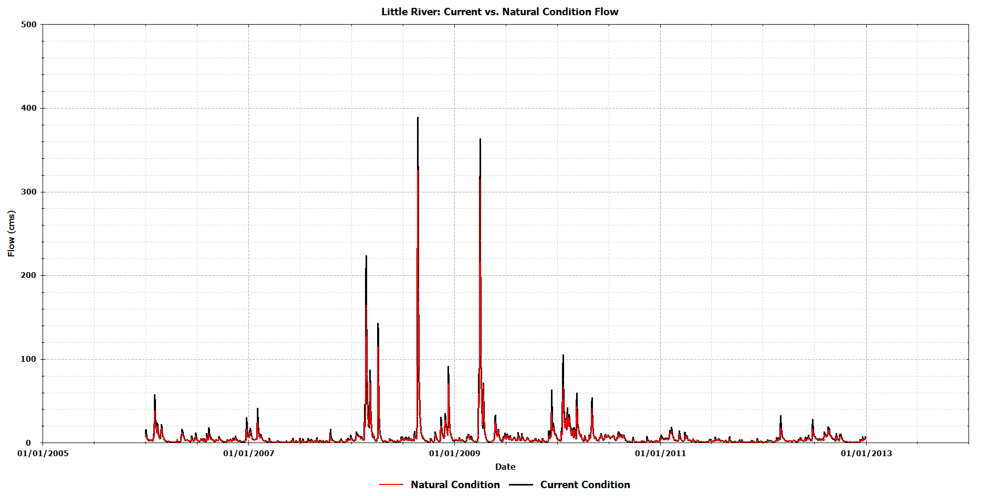 Little River: Current vs. Natural Condition Flow
500
400
300
200
100
0
Flow (cms)
01/01/2005 01/01/2007 01/01/2009 01/01/2011 01/01/2013
Date
Natural Condition Current Condition